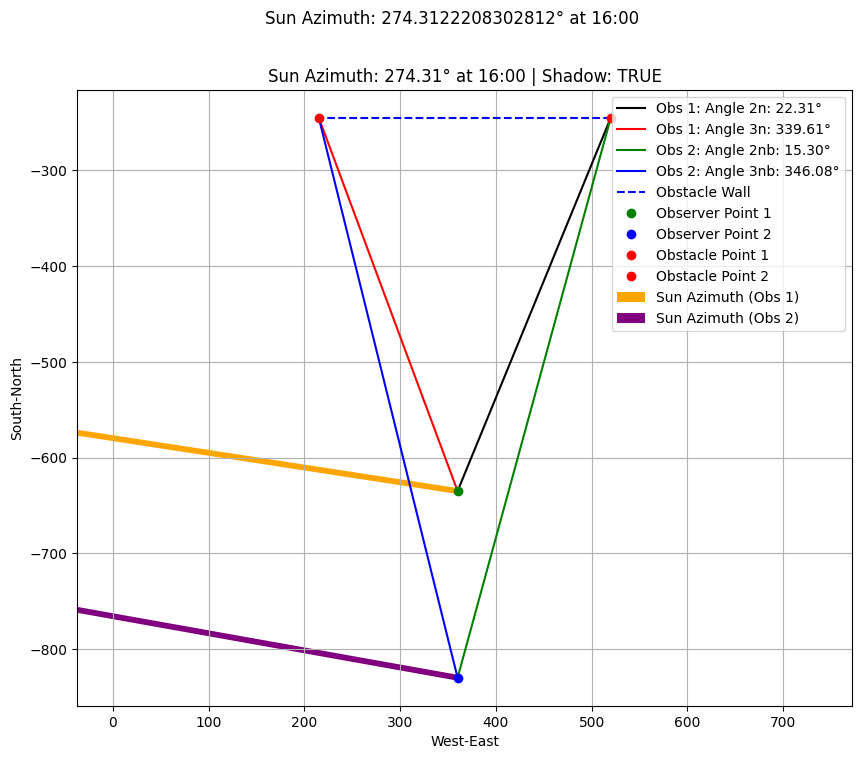 Sun Azimuth: 274.3122208302812° at 16:00
Sun Azimuth: 274.31° at 16:00 | Shadow: TRUE
Obs 1: Angle 2n: 22.31°
Obs 1: Angle 3n: 339.61°
Obs 2: Angle 2nb: 15.30°
Obs 2: Angle 3nb: 346.08°
Obstacle Wall
Observer Point 1
Observer Point 2
Obstacle Point 1
Obstacle Point 2
Sun Azimuth (Obs 1)
Sun Azimuth (Obs 2)
South-North
−300
−400
−500
−600
−700
−800
0 100 200 300 400 500 600 700
West-East